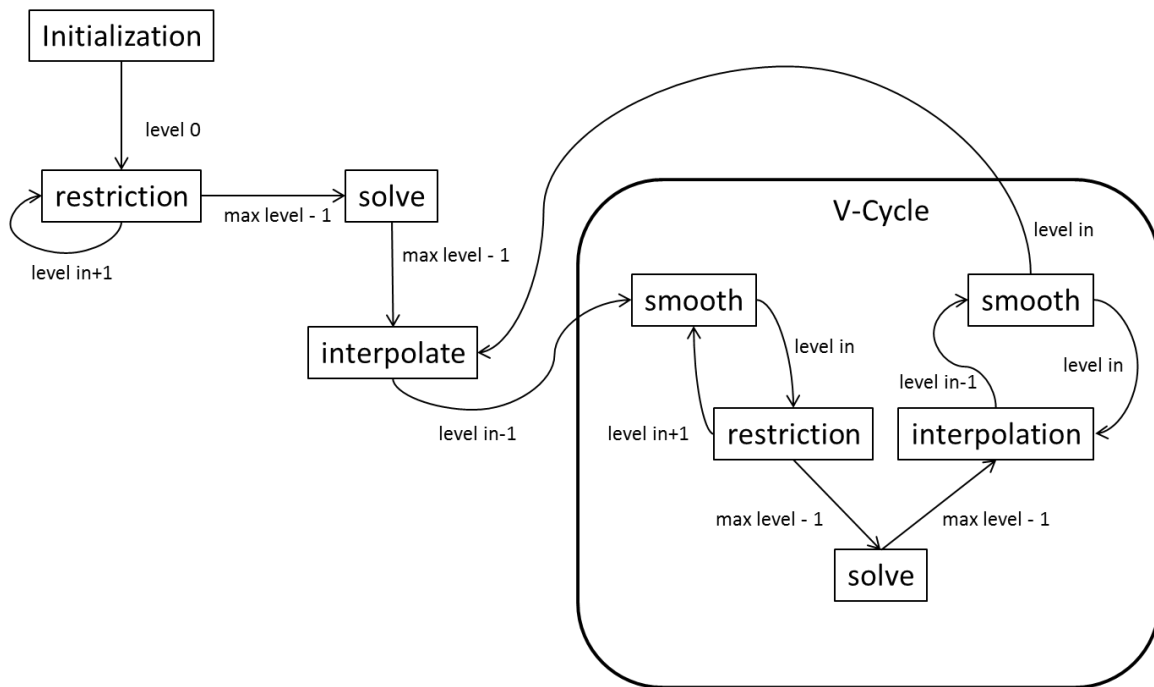 Initialization
level 0
restriction
max level - 1
solve
level in+1
max level - 1
interpolate
level in-1
V-Cycle
level in
smooth
level in
level in+1
restriction
max level - 1
solve
max level - 1
smooth
level in
level in-1
interpolation